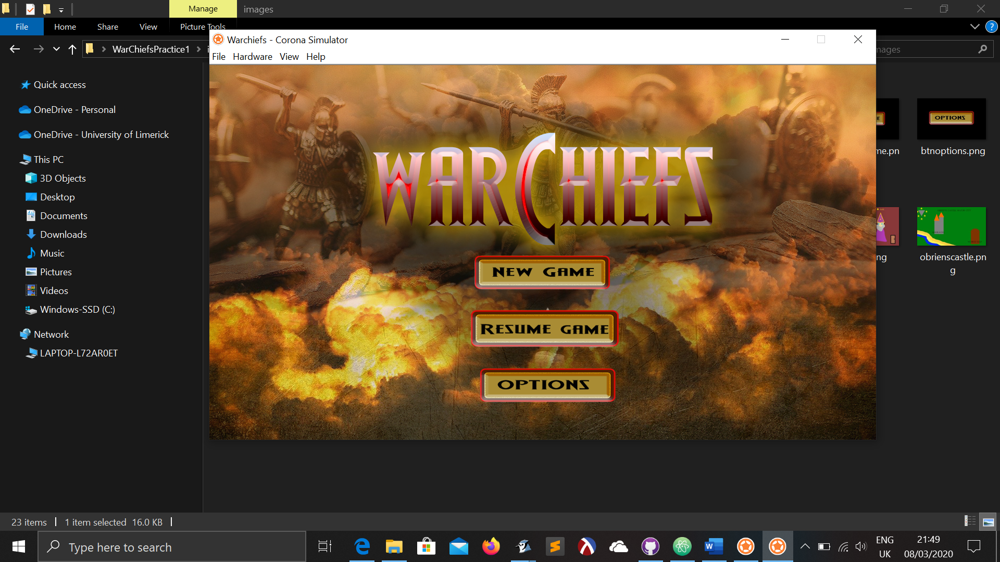 Manage
images
File
Home
Share
View
Picture Tools
WarChiefsPractice1
Warchiefs - Corona Simulator
File Hardware View Help
Quick access
OneDrive - Personal
OneDrive - University of Limerick
This PC
3D Objects
Desktop
Documents
Downloads
Music
Pictures
Videos
Windows-SSD (C:)
Network
LAPTOP-L72AR0ET
WARCHIEFS
NEW GAME
RESUME GAME
OPTIONS
OPTIONS
me.pn
btnoptions.png
ng
obrienscastle.pn
g
23 items
1 item selected 16.0 KB
Type here to search
ENG
UK
21:49
08/03/2020